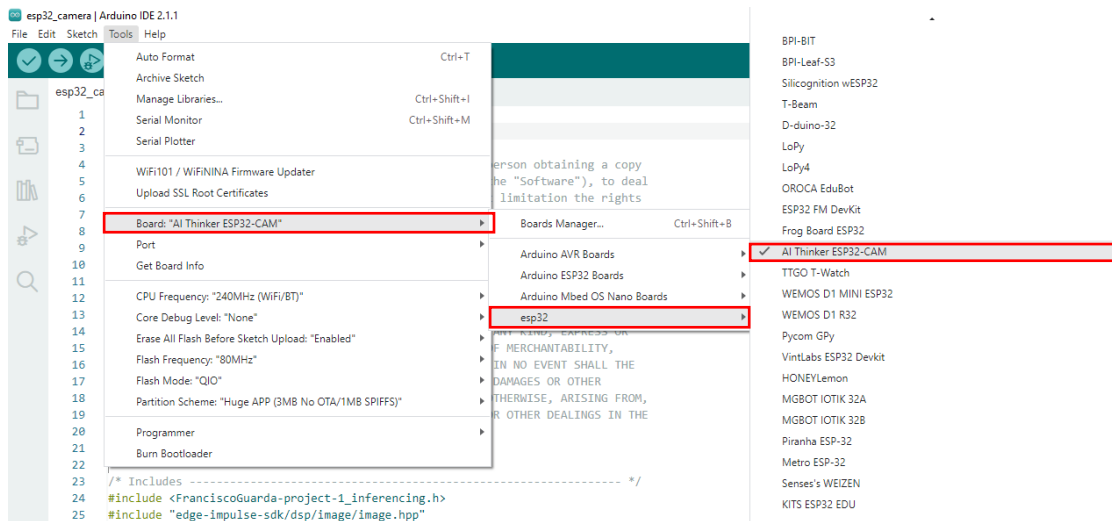 esp32_camera | Arduino IDE 2.1.1
File Edit Sketch Tools Help
esp32_ca
Auto Format Ctrl+T
Archive Sketch
Manage Libraries... Ctrl+Shift+I
Serial Monitor Ctrl+Shift+M
Serial Plotter
WiFi101 / WiFiNINA Firmware Updater
Upload SSL Root Certificates
Board: "AI Thinker ESP32-CAM"
Port
Get Board Info
CPU Frequency: "240MHz (WiFi/BT)"
Core Debug Level: "None"
Erase All Flash Before Sketch Upload: "Enabled"
Flash Frequency: "80MHz"
Flash Mode: "QIO"
Partition Scheme: "Huge APP (3MB No OTA/1MB SPIFFS)"
Programmer
Burn Bootloader
Boards Manager... Ctrl+Shift+B
Arduino AVR Boards
Arduino ESP32 Boards
Arduino Mbed OS Nano Boards
esp32
BPI-BIT
BPI-Leaf-S3
Silicognition wESP32
T-Beam
D-duino-32
LoPy
LoPy4
OROCA EduBot
ESP32 FM DevKit
Frog Board ESP32
AI Thinker ESP32-CAM
TTGO T-Watch
WEMOS D1 MINI ESP32
WEMOS D1 R32
Pycom GPy
VintLabs ESP32 Devkit
HONEYLemon
MGBOT IOTIK 32A
MGBOT IOTIK 32B
Piranha ESP-32
Metro ESP-32
Senses's WEIZEN
KITS ESP32 EDU
1
2
3
4 erson obtaining a copy
5 he "Software"), to deal
6 limitation the rights
7
8
9
10
11
12
13
14 ANY KIND, EXPRESS OR
15 F MERCHANTABILITY,
16 IN NO EVENT SHALL THE
17 DAMAGES OR OTHER
18 THERWISE, ARISING FROM,
19 R OTHER DEALINGS IN THE
20
21
22
23 /* Includes ---------------------------------------------------------------- */
24 #include <FranciscoGuarda-project-1_inferencing.h>
25 #include "edge-impulse-sdk/dsp/image/image.hpp"